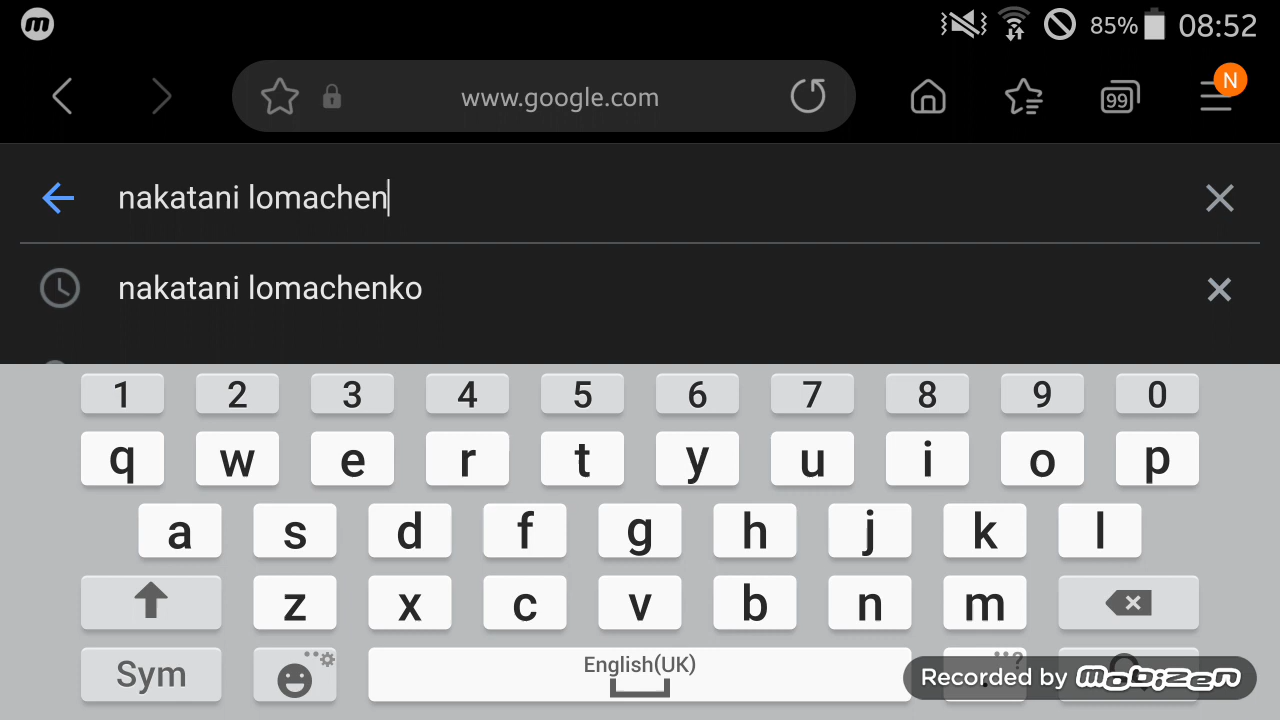 m
85% 08:52
www.google.com
99
N
nakatani lomachen
nakatani lomachenko
1 2 3 4 5 6 7 8 9 0
q w e r t y u i o p
a s d f g h j k l
z x c v b n m
Sym
English(UK)
?
Recorded by mobizen